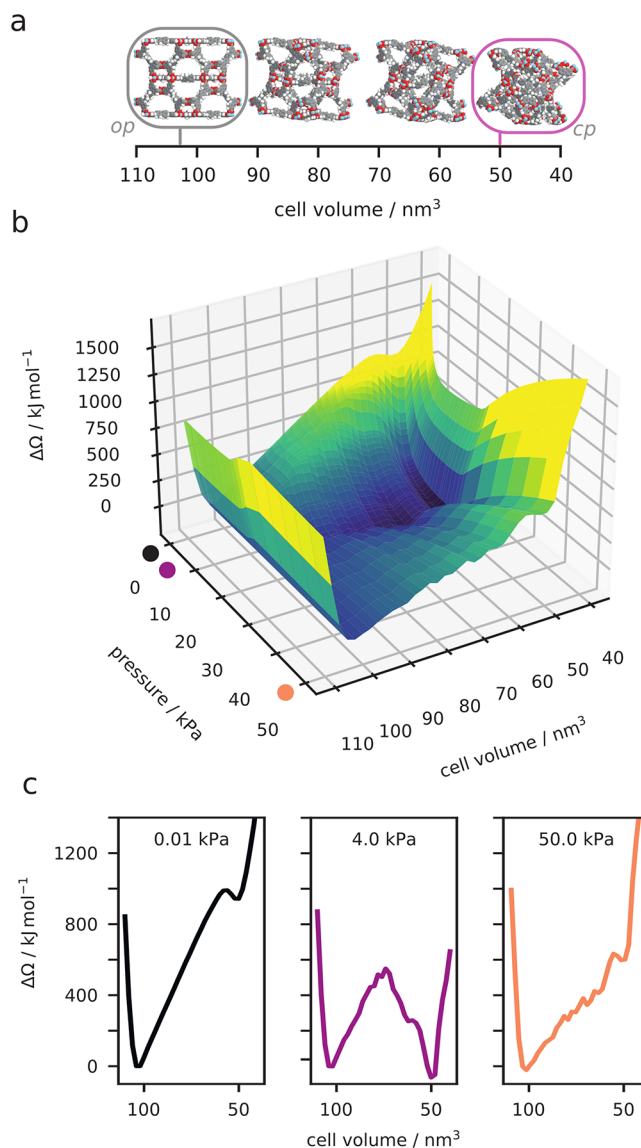 a
op
cp
110 100 90 80 70 60 50 40
cell volume / nm³
b
ΔΩ / kJ mol⁻¹
1500
1250
1000
750
500
250
0
0
10
20
30
40
50
pressure / kPa
110 100 90 80 70 60 50 40
cell volume / nm³
c
0.01 kPa 4.0 kPa 50.0 kPa
ΔΩ / kJ mol⁻¹
1200
800
400
0
100 50 100 50 100 50
cell volume / nm³